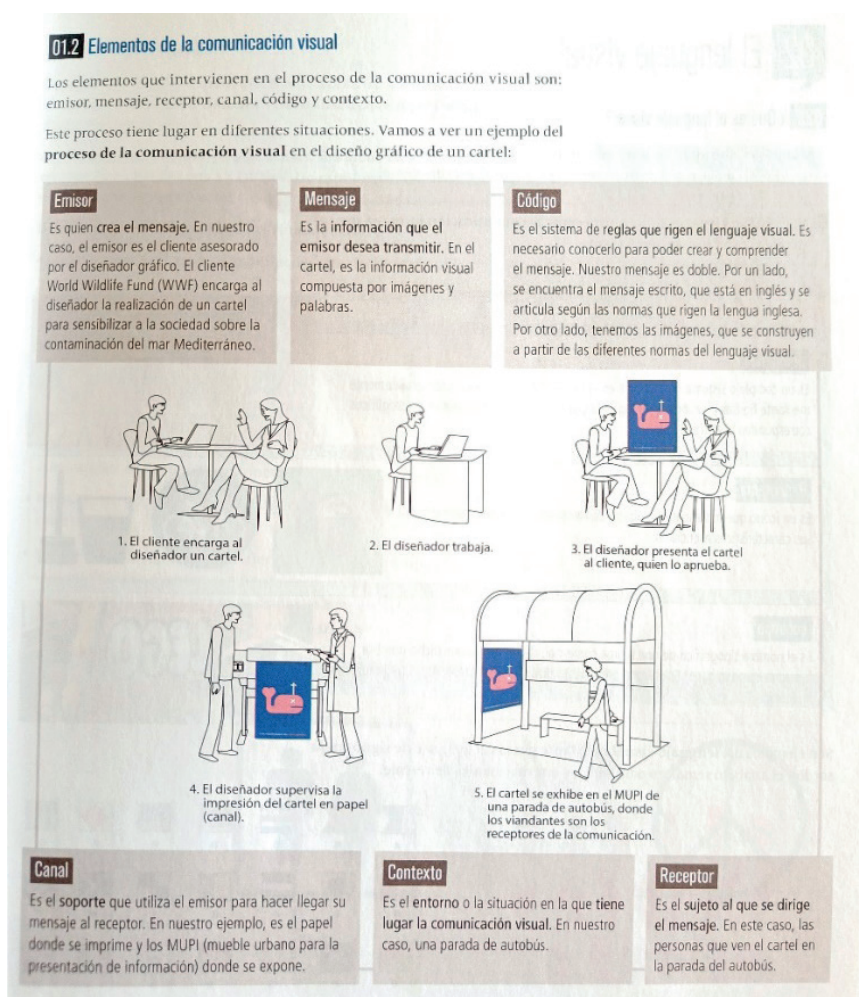 01.2 Elementos de la comunicación visual
Los elementos que intervienen en el proceso de la comunicación visual son:
emisor, mensaje, receptor, canal, código y contexto.
Este proceso tiene lugar en diferentes situaciones. Vamos a ver un ejemplo del
proceso de la comunicación visual en el diseño gráfico de un cartel:
Emisor
Es quien crea el mensaje. En nuestro
caso, el emisor es el cliente asesorado
por el diseñador gráfico. El cliente
World Wildlife Fund (WWF) encarga al
diseñador la realización de un cartel
para sensibilizar a la sociedad sobre la
contaminación del mar Mediterráneo.
Mensaje
Es la información que el
emisor desea transmitir. En el
cartel, es la información visual
compuesta por imágenes y
palabras.
Código
Es el sistema de reglas que rigen el lenguaje visual. Es
necesario conocerlo para poder crear y comprender
el mensaje. Nuestro mensaje es doble. Por un lado,
se encuentra el mensaje escrito, que está en inglés y se
articula según las normas que rigen la lengua inglesa.
Por otro lado, tenemos las imágenes, que se construyen
a partir de las diferentes normas del lenguaje visual.
1. El cliente encarga al
diseñador un cartel.
2. El diseñador trabaja.
3. El diseñador presenta el cartel
al cliente, quien lo aprueba.
4. El diseñador supervisa la
impresión del cartel en papel
(canal).
5. El cartel se exhibe en el MUPI de
una parada de autobús, donde
los viandantes son los
receptores de la comunicación.
Canal
Es el soporte que utiliza el emisor para hacer llegar su
mensaje al receptor. En nuestro ejemplo, es el papel
donde se imprime y los MUPI (mueble urbano para la
presentación de información) donde se expone.
Contexto
Es el entorno o la situación en la que tiene
lugar la comunicación visual. En nuestro
caso, una parada de autobús.
Receptor
Es el sujeto al que se dirige
el mensaje. En este caso, las
personas que ven el cartel en
la parada del autobús.